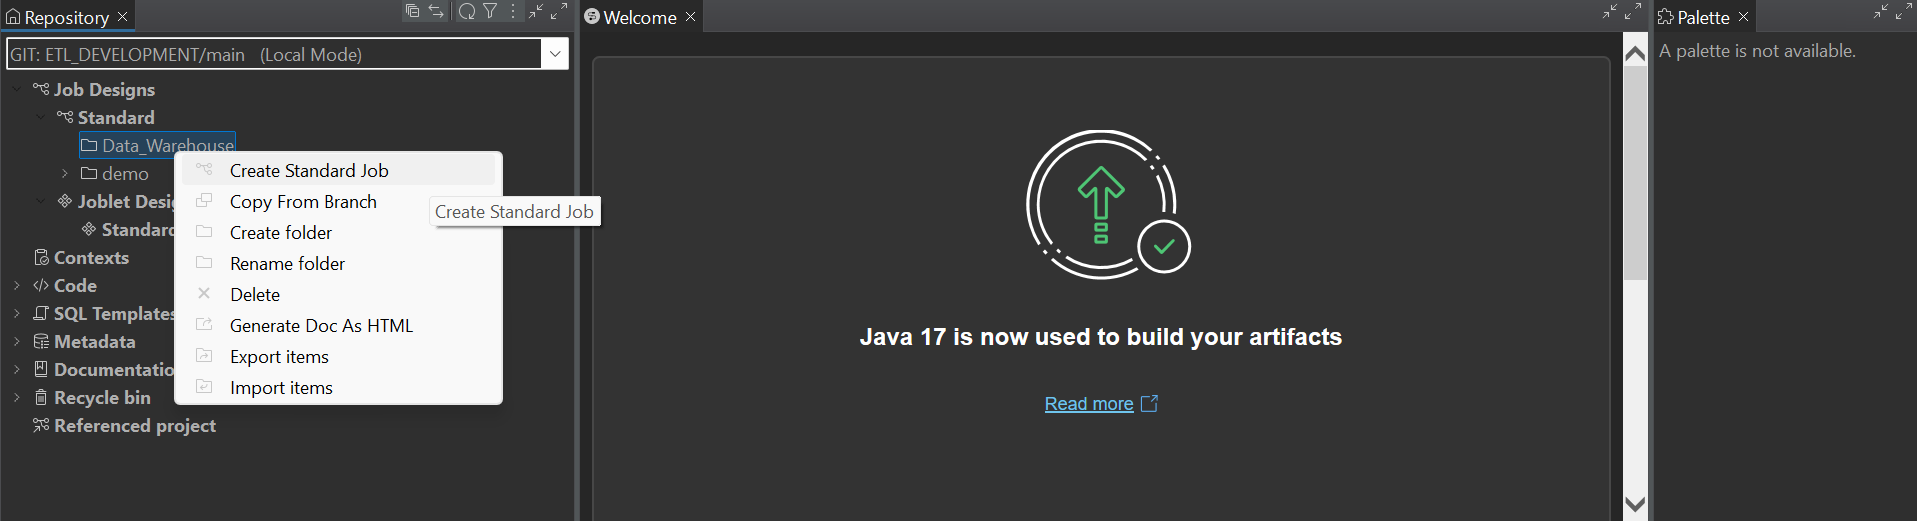 Repository
GIT: ETL_DEVELOPMENT/main (Local Mode)
Job Designs
Standard
Data_Warehouse
demo
Joblet Desig
Standard
Contexts
Code
SQL Templates
Metadata
Documentatio
Recycle bin
Referenced project
Create Standard Job
Copy From Branch
Create folder
Rename folder
Delete
Generate Doc As HTML
Export items
Import items
Create Standard Job
Welcome
Java 17 is now used to build your artifacts
Read more
Palette
A palette is not available.